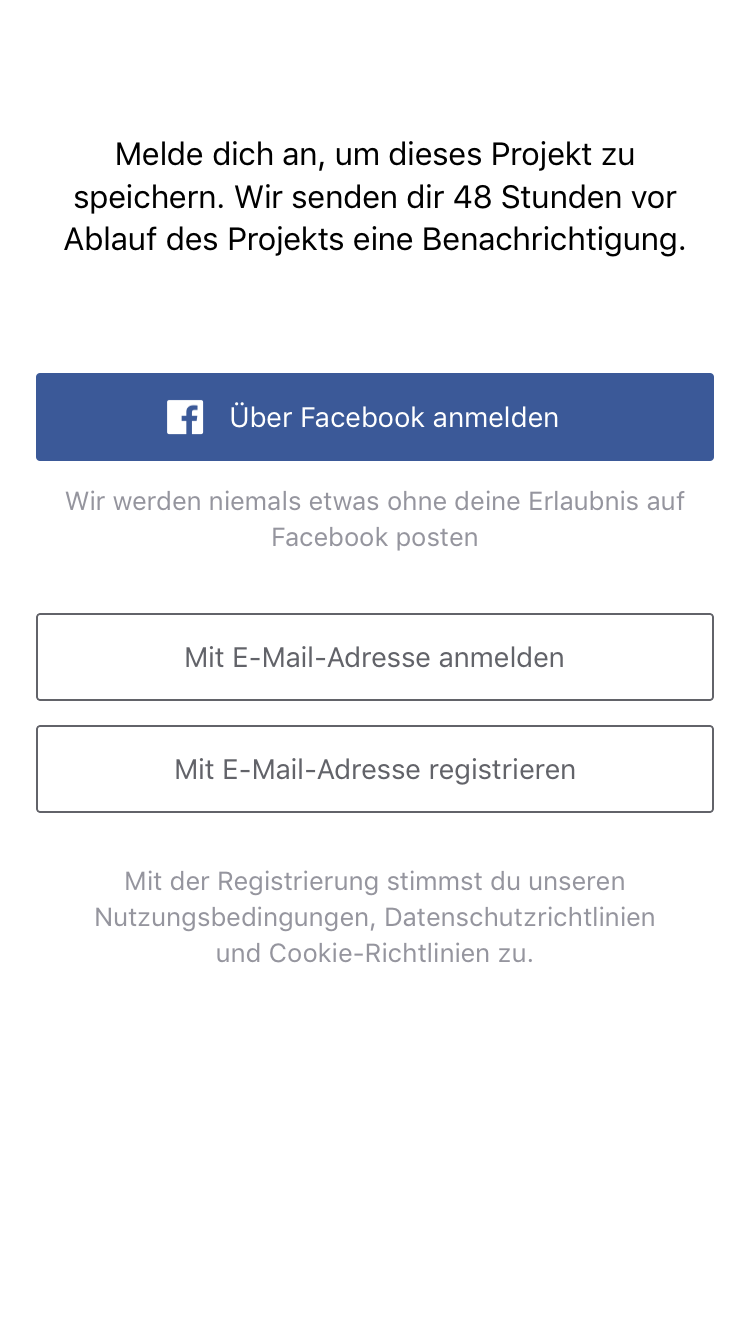 Melde dich an, um dieses Projekt zu
speichern. Wir senden dir 48 Stunden vor
Ablauf des Projekts eine Benachrichtigung.
Über Facebook anmelden
Wir werden niemals etwas ohne deine Erlaubnis auf
Facebook posten
Mit E-Mail-Adresse anmelden
Mit E-Mail-Adresse registrieren
Mit der Registrierung stimmst du unseren
Nutzungsbedingungen, Datenschutzrichtlinien
und Cookie-Richtlinien zu.